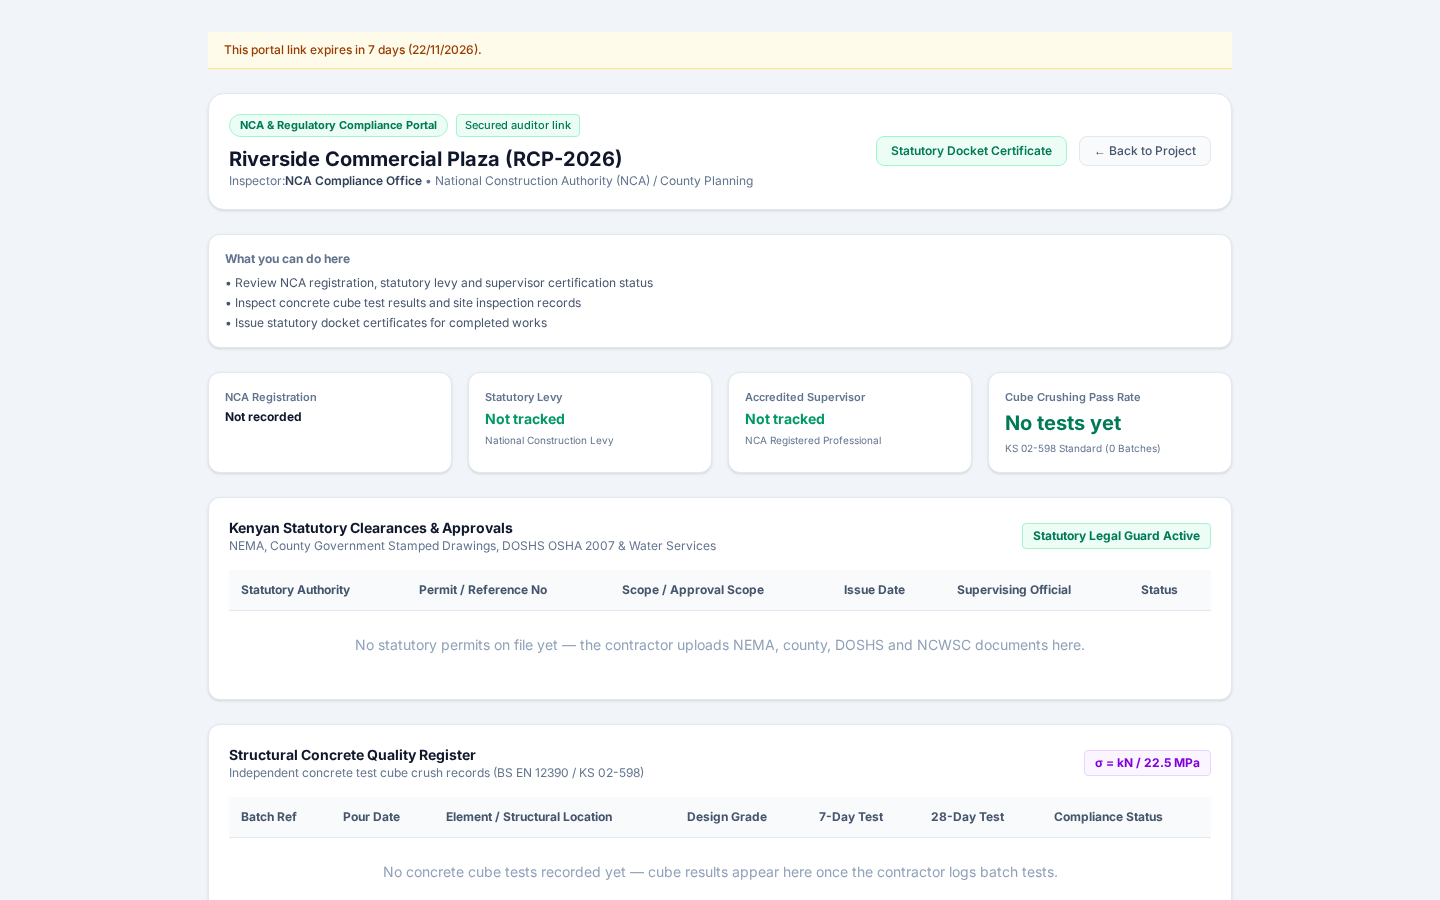 This portal link expires in 7 days (22/11/2026).
NCA & Regulatory Compliance Portal
Secured auditor link
Riverside Commercial Plaza (RCP-2026)
Inspector:NCA Compliance Office • National Construction Authority (NCA) / County Planning
Statutory Docket Certificate
← Back to Project
What you can do here
• Review NCA registration, statutory levy and supervisor certification status
• Inspect concrete cube test results and site inspection records
• Issue statutory docket certificates for completed works
NCA Registration
Not recorded
Statutory Levy
Not tracked
National Construction Levy
Accredited Supervisor
Not tracked
NCA Registered Professional
Cube Crushing Pass Rate
No tests yet
KS 02-598 Standard (0 Batches)
Kenyan Statutory Clearances & Approvals
NEMA, County Government Stamped Drawings, DOSHS OSHA 2007 & Water Services
Statutory Legal Guard Active
Statutory Authority Permit / Reference No Scope / Approval Scope Issue Date Supervising Official Status
No statutory permits on file yet — the contractor uploads NEMA, county, DOSHS and NCWSC documents here.
Structural Concrete Quality Register
Independent concrete test cube crush records (BS EN 12390 / KS 02-598)
σ = kN / 22.5 MPa
Batch Ref Pour Date Element / Structural Location Design Grade 7-Day Test 28-Day Test Compliance Status
No concrete cube tests recorded yet — cube results appear here once the contractor logs batch tests.